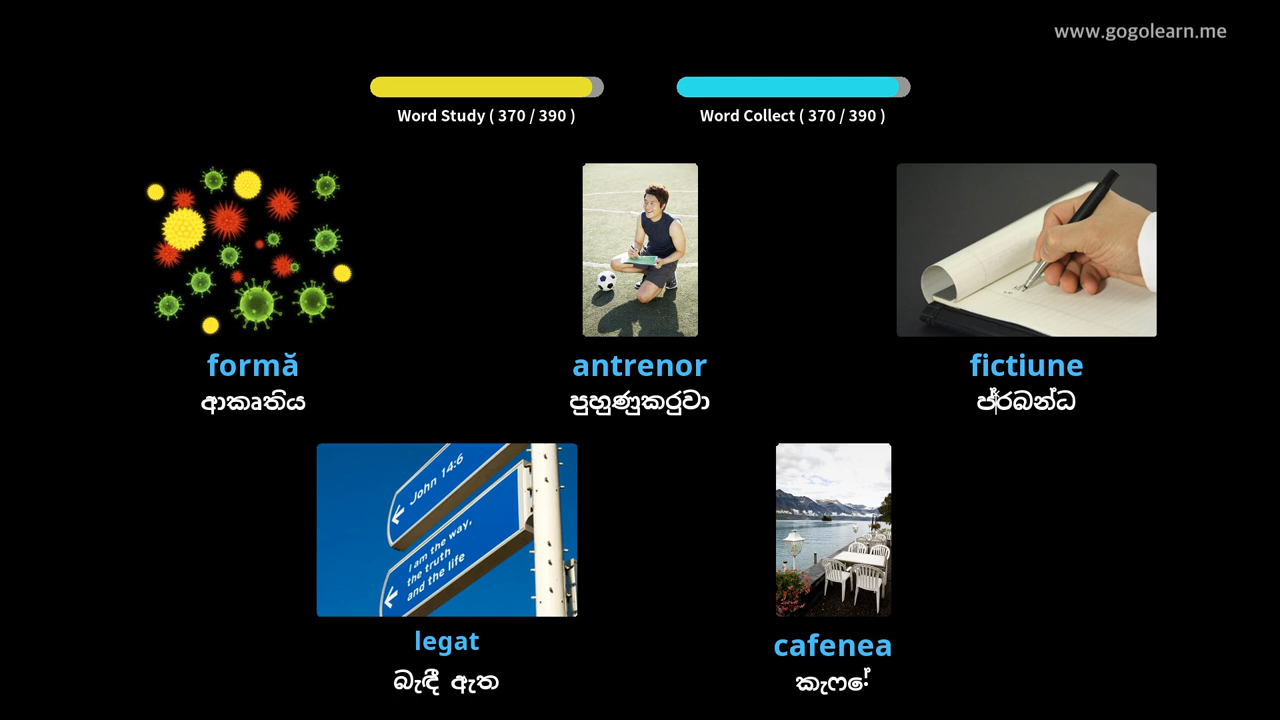 www.gogolearn.me
Word Study ( 370 / 390 )
Word Collect ( 370 / 390 )
formă
ආකෘතිය
antrenor
පුහුණුකරුවා
fictiune
ප්‍රබන්ධ
John 14:6
I am the way,
the truth
and the life
legat
බැඳී ඇත
cafenea
කැෆේ